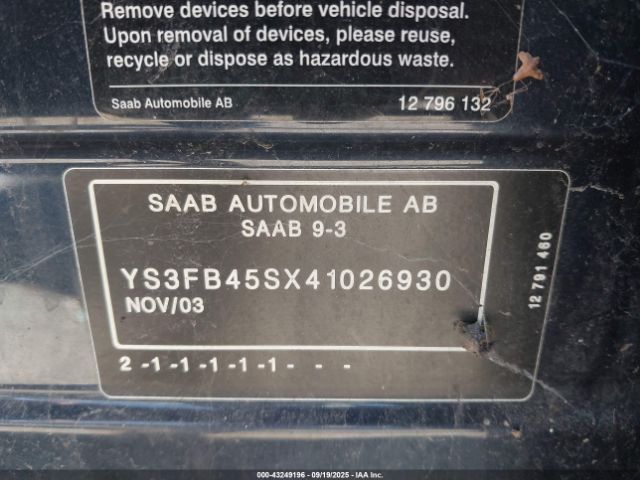 Remove devices before vehicle disposal.
Upon removal of devices, please reuse,
recycle or dispose as hazardous waste.
Saab Automobile AB 12 796 132
SAAB AUTOMOBILE AB
SAAB 9-3
YS3FB45SX41026930
NOV/03
2 -1-1-1-1-1- - -
12 791 460
000-43249196 - 09/19/2025 - IAA Inc.